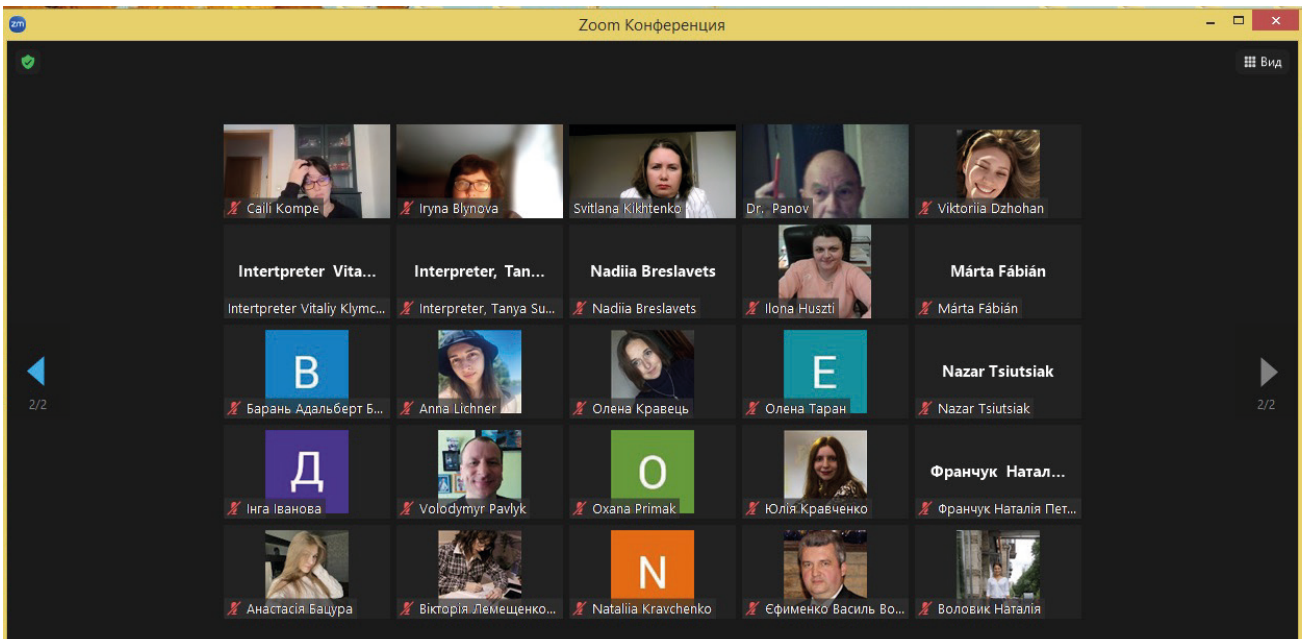 zm
Zoom Конференция
Вид
Caili Kompe
Iryna Blynova
Svitlana Kikhtenko
Dr. Panov
Viktoriia Dzhohan
Intertpreter Vita...
Interpreter, Tan...
Nadiia Breslavets
Márta Fábián
Intertpreter Vitaliy Klymc...
Interpreter, Tanya Su...
Nadiia Breslavets
Ilona Huszti
Márta Fábián
В
Е
Nazar Tsiutsiak
2/2
2/2
Барань Адальберт Б...
Anna Lichner
Олена Кравець
Олена Таран
Nazar Tsiutsiak
Д
О
Франчук Натал...
Інга Іванова
Volodymyr Pavlyk
Oxana Primak
Юлія Кравченко
Франчук Наталія Пет...
N
Анастасія Бацура
Вікторія Лемещенко...
Nataliia Kravchenko
Єфименко Василь Во...
Воловик Наталія